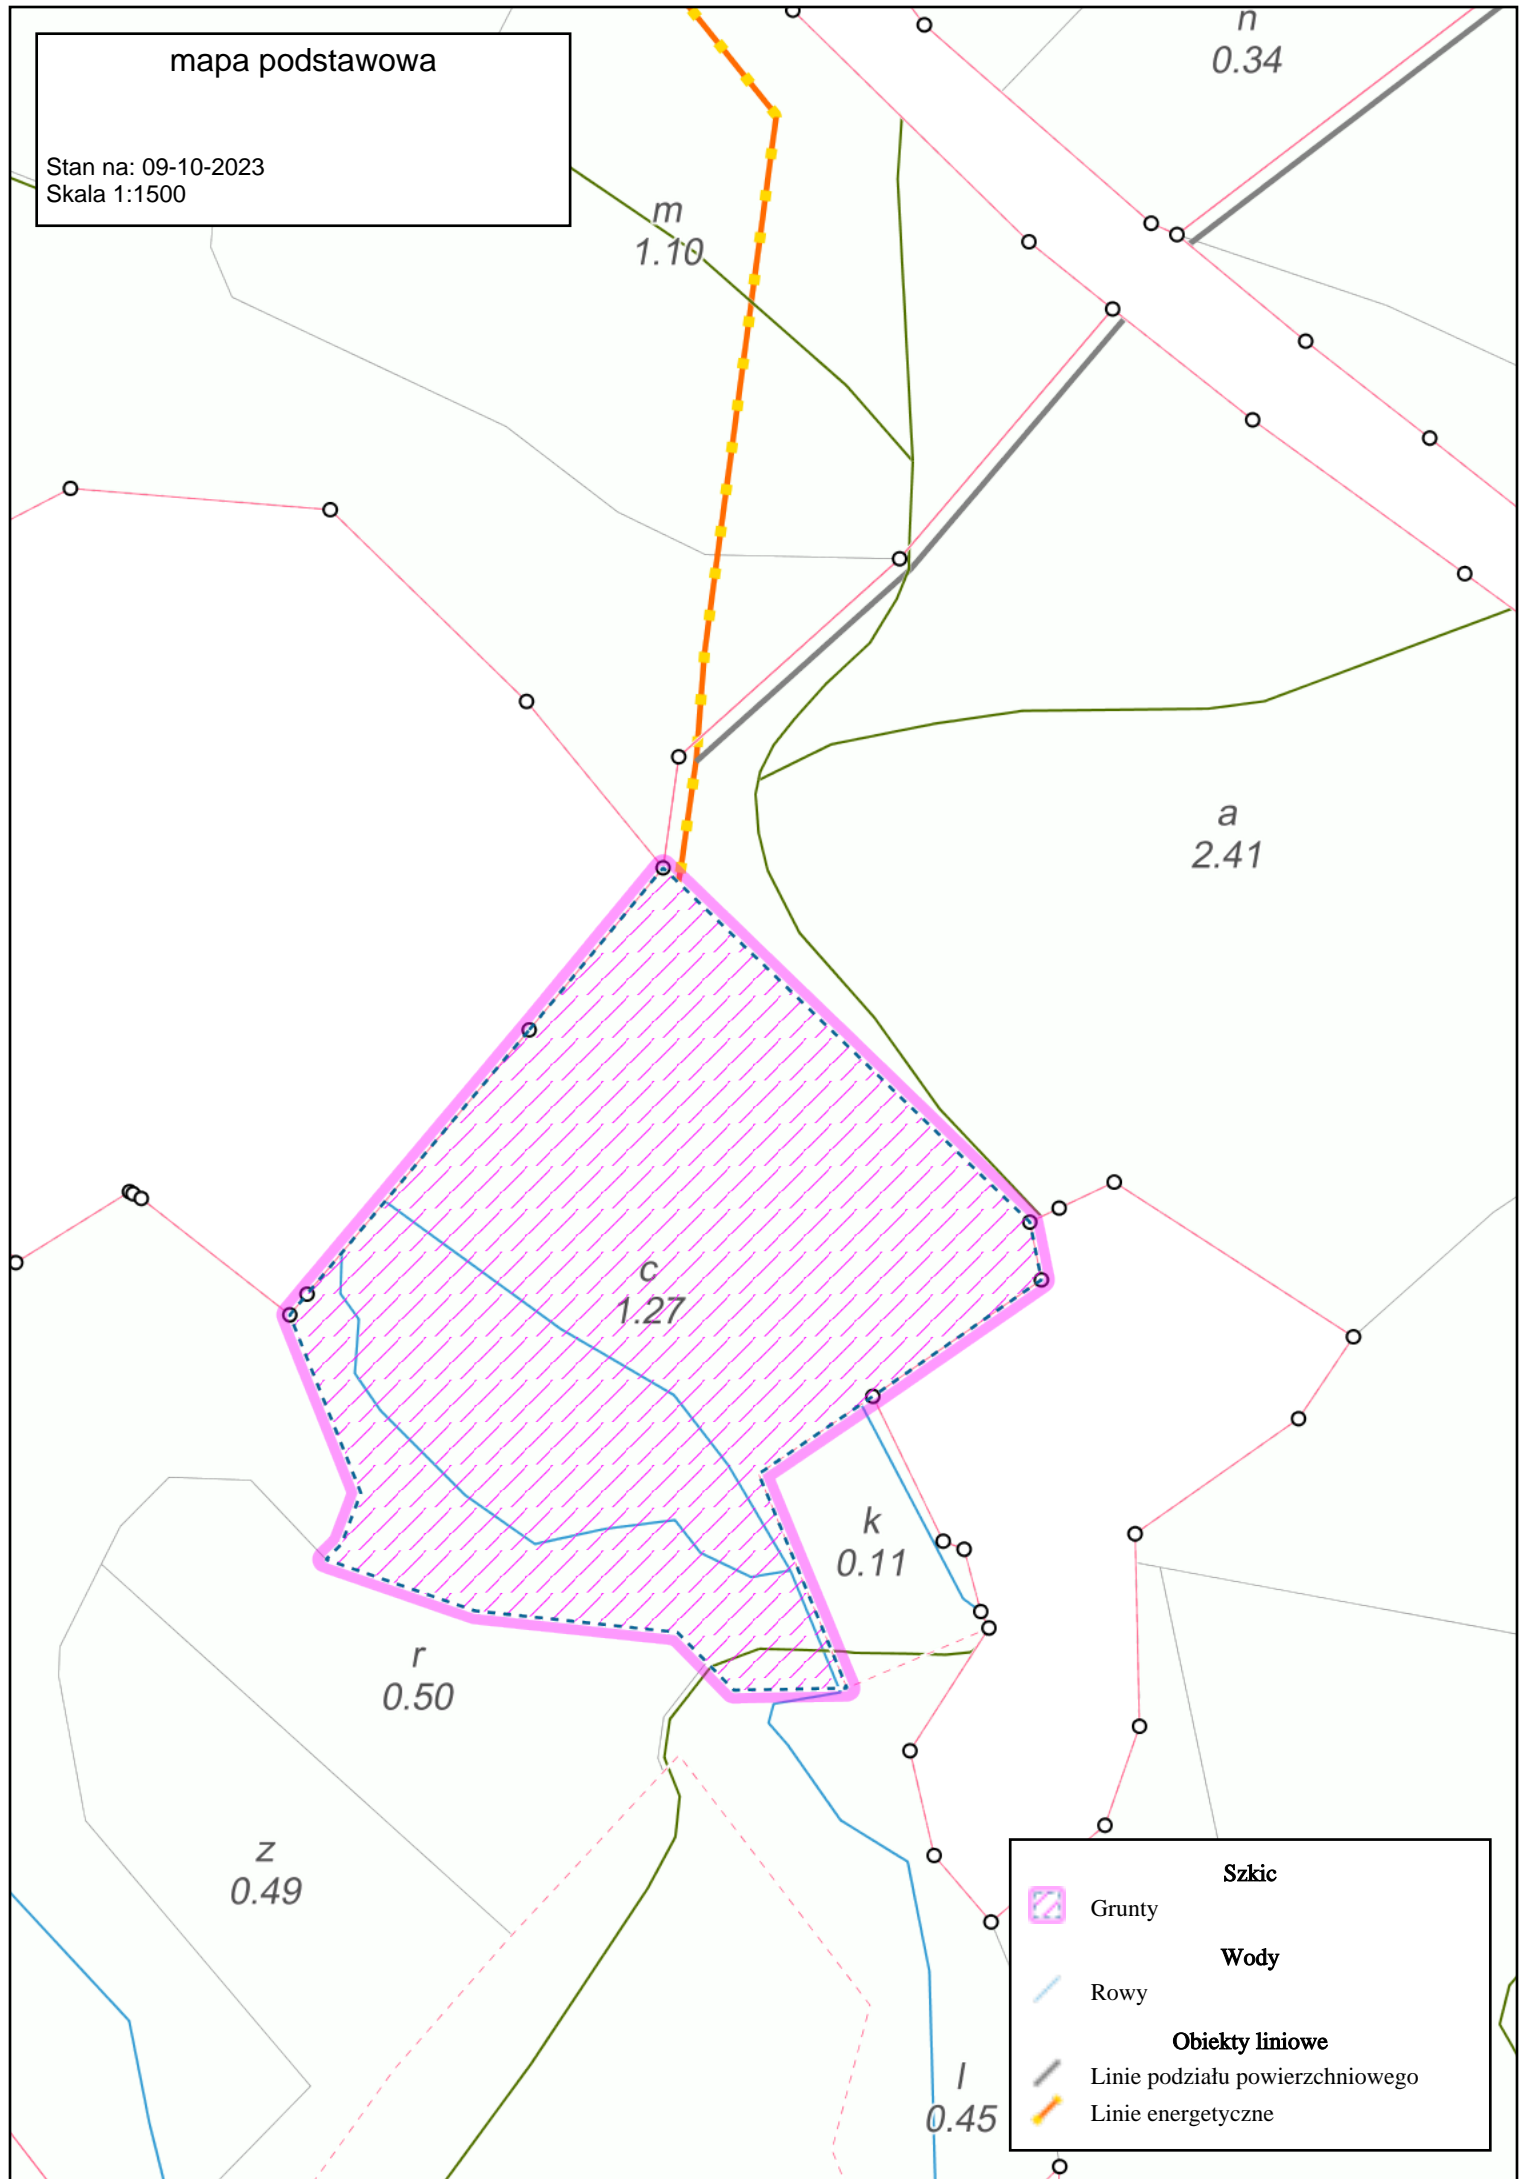 mapa podstawowa
Stan na: 09-10-2023
Skala 1:1500
n
0.34
m
1.10
a
2.41
c
1.27
k
0.11
r
0.50
z
0.49
l
0.45
Szkic
Grunty
Wody
Rowy
Obiekty liniowe
Linie podziału powierzchniowego
Linie energetyczne